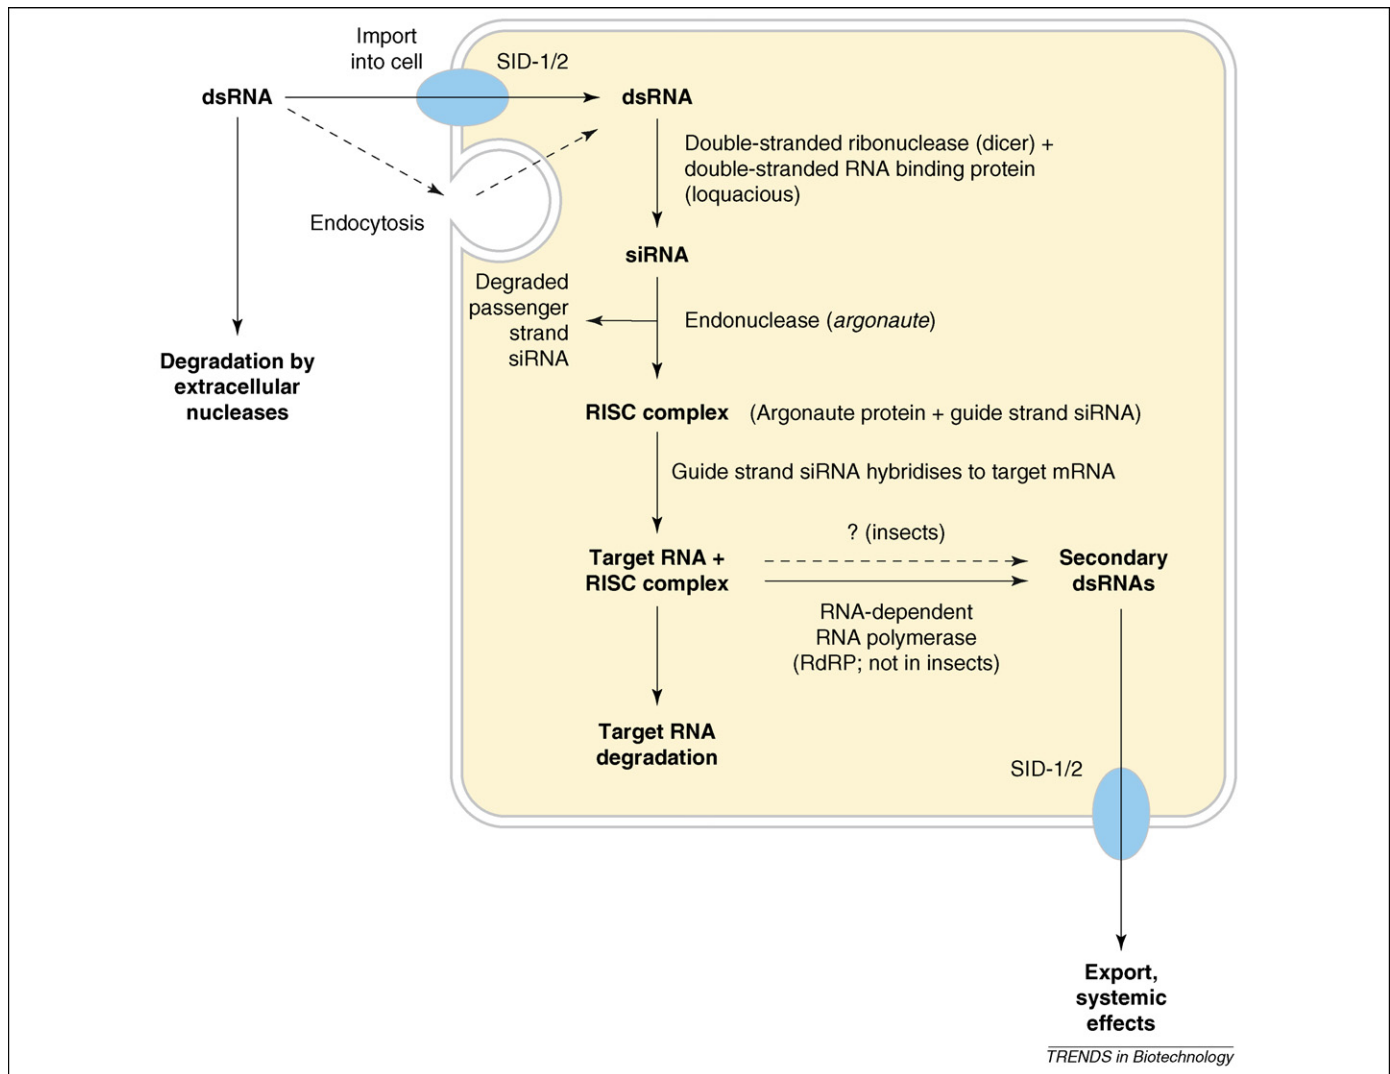 Import
into cell
SID-1/2
dsRNA
dsRNA
Double-stranded ribonuclease (dicer) +
double-stranded RNA binding protein
(loquacious)
Endocytosis
siRNA
Degraded
passenger
strand
siRNA
Endonuclease (argonaute)
Degradation by
extracellular
nucleases
RISC complex (Argonaute protein + guide strand siRNA)
Guide strand siRNA hybridises to target mRNA
? (insects)
Target RNA +
RISC complex
Secondary
dsRNAs
RNA-dependent
RNA polymerase
(RdRP; not in insects)
Target RNA
degradation
SID-1/2
Export,
systemic
effects
TRENDS in Biotechnology